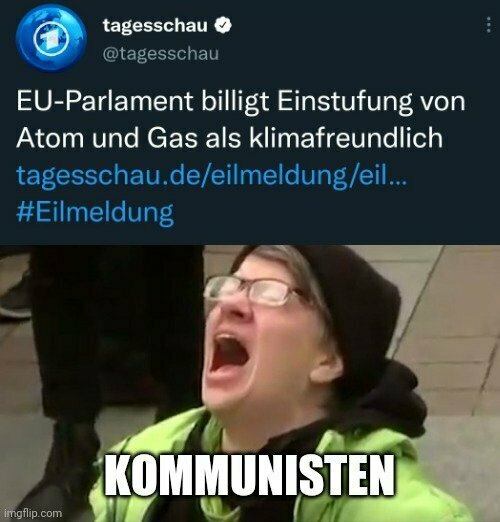 tagesschau
@tagesschau
EU-Parlament billigt Einstufung von
Atom und Gas als klimafreundlich
tagesschau.de/eilmeldung/eil...
#Eilmeldung
KOMMUNISTEN
imgflip.com